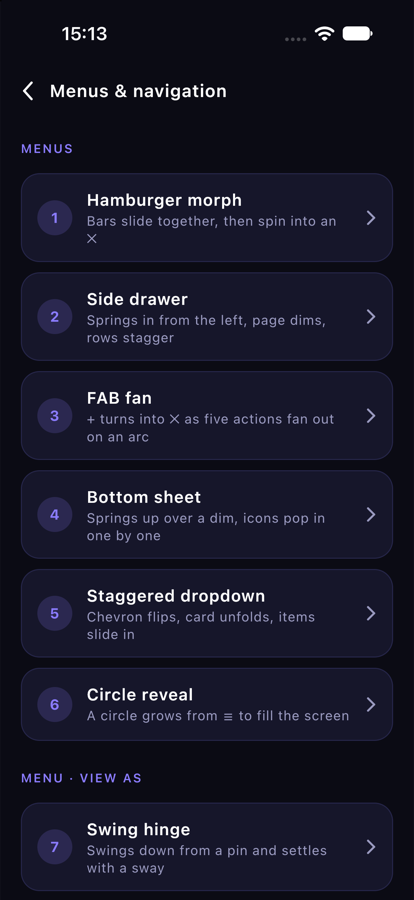 15:13
Menus & navigation
MENUS
1
Hamburger morph
Bars slide together, then spin into an
✕
2
Side drawer
Springs in from the left, page dims,
rows stagger
3
FAB fan
+ turns into ✕ as five actions fan out
on an arc
4
Bottom sheet
Springs up over a dim, icons pop in
one by one
5
Staggered dropdown
Chevron flips, card unfolds, items
slide in
6
Circle reveal
A circle grows from ≡ to fill the screen
MENU · VIEW AS
7
Swing hinge
Swings down from a pin and settles
with a sway